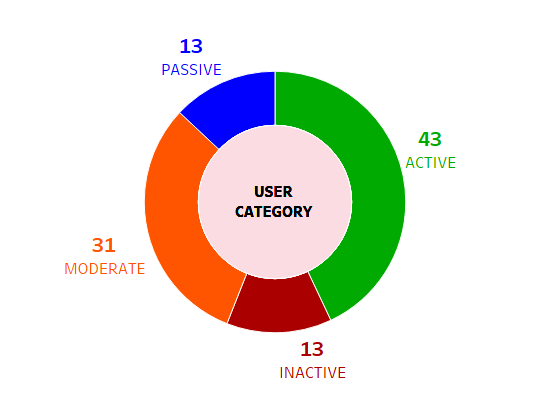 13
PASSIVE
43
ACTIVE
USER
CATEGORY
31
MODERATE
13
INACTIVE